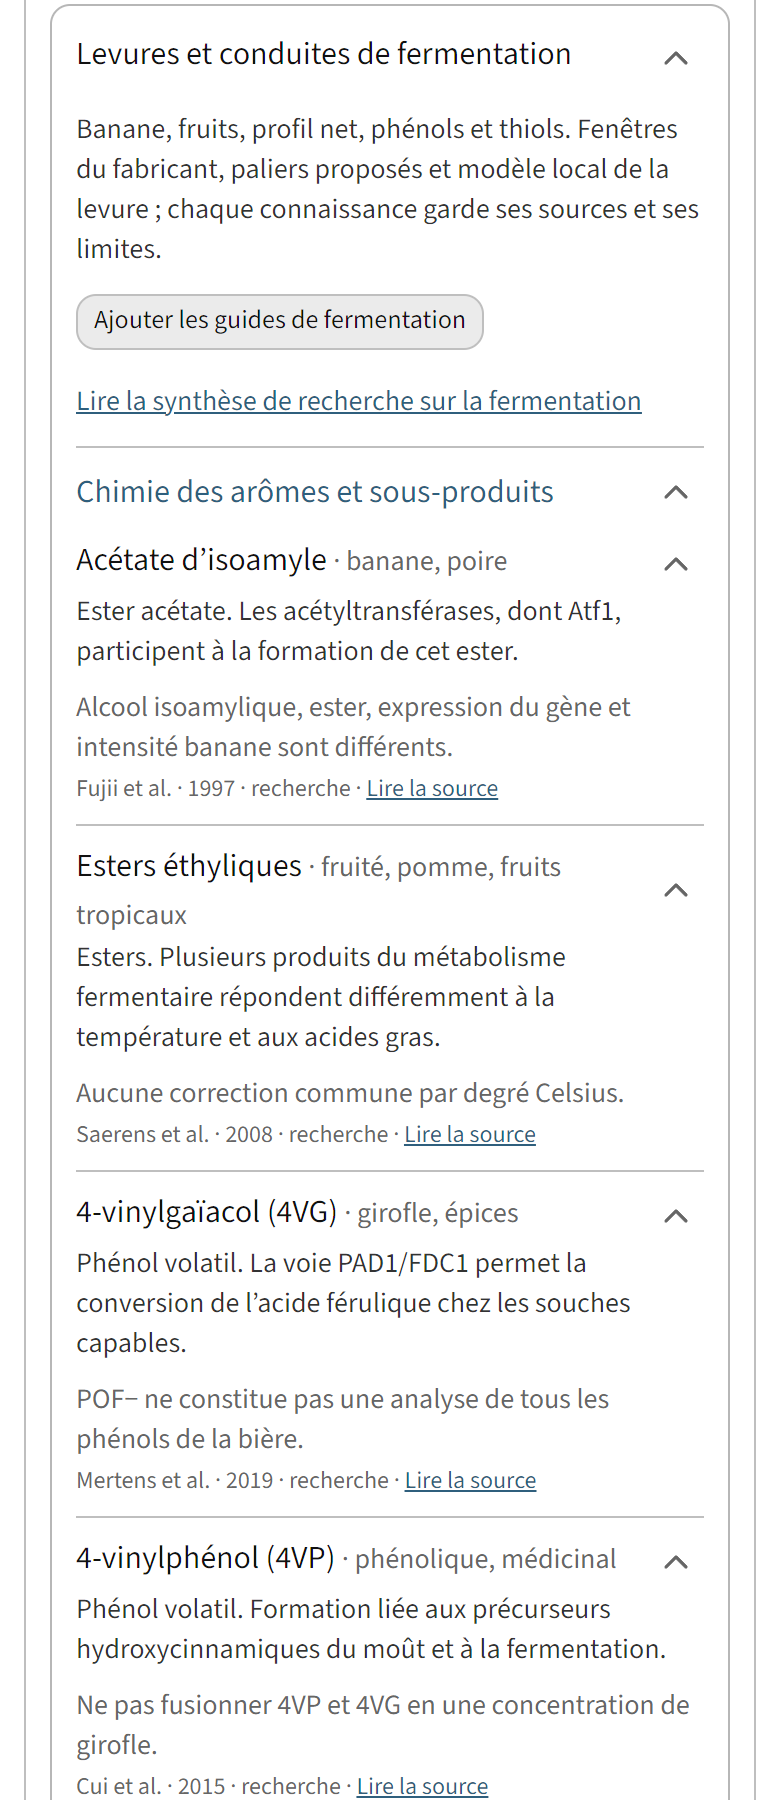 Levures et conduites de fermentation
Banane, fruits, profil net, phénols et thiols. Fenêtres
du fabricant, paliers proposés et modèle local de la
levure ; chaque connaissance garde ses sources et ses
limites.
Ajouter les guides de fermentation
Lire la synthèse de recherche sur la fermentation
Chimie des arômes et sous-produits
Acétate d’isoamyle · banane, poire
Ester acétate. Les acétyltransférases, dont Atf1,
participent à la formation de cet ester.
Alcool isoamylique, ester, expression du gène et
intensité banane sont différents.
Fujii et al. · 1997 · recherche · Lire la source
Esters éthyliques · fruité, pomme, fruits
tropicaux
Esters. Plusieurs produits du métabolisme
fermentaire répondent différemment à la
température et aux acides gras.
Aucune correction commune par degré Celsius.
Saerens et al. · 2008 · recherche · Lire la source
4-vinylgaïacol (4VG) · girofle, épices
Phénol volatil. La voie PAD1/FDC1 permet la
conversion de l’acide férulique chez les souches
capables.
POF− ne constitue pas une analyse de tous les
phénols de la bière.
Mertens et al. · 2019 · recherche · Lire la source
4-vinylphénol (4VP) · phénolique, médicinal
Phénol volatil. Formation liée aux précurseurs
hydroxycinnamiques du moût et à la fermentation.
Ne pas fusionner 4VP et 4VG en une concentration de
girofle.
Cui et al. · 2015 · recherche · Lire la source